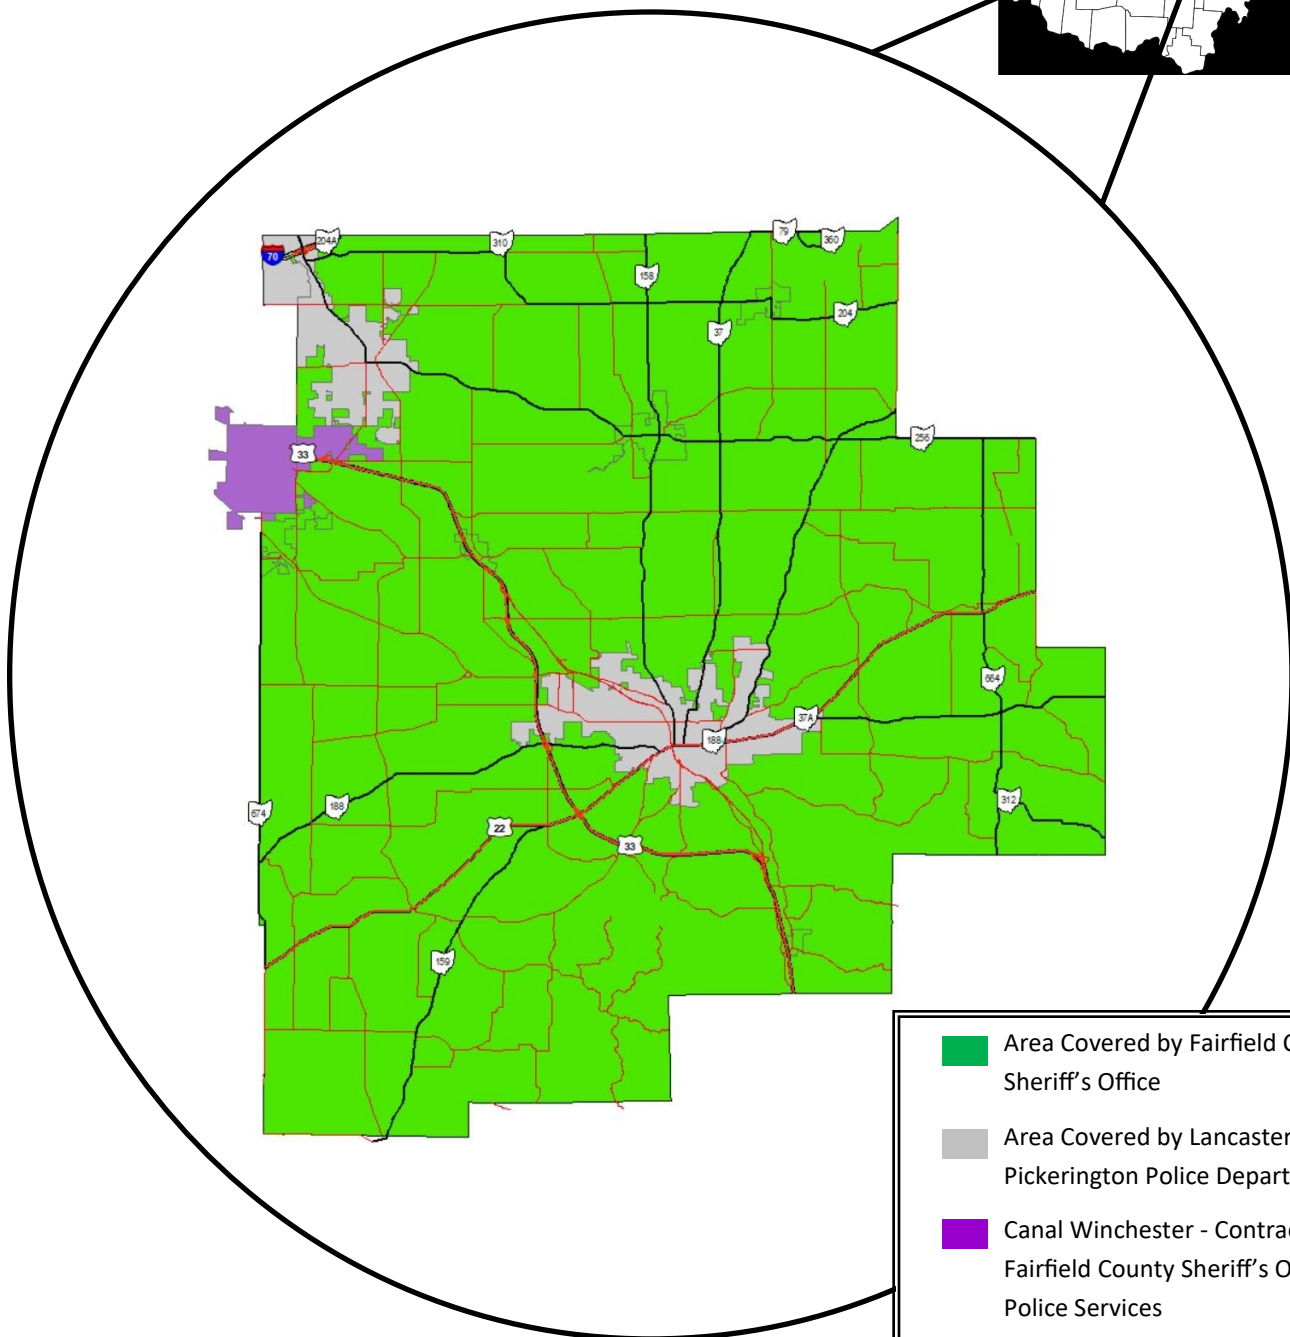 204A
70
310
79
360
158
204
37
256
33
664
37A
188
674
188
312
22
33
159
Area Covered by Fairfield C
Sheriff's Office
Area Covered by Lancaster
Pickerington Police Depart
Canal Winchester - Contrac
Fairfield County Sheriff's O
Police Services